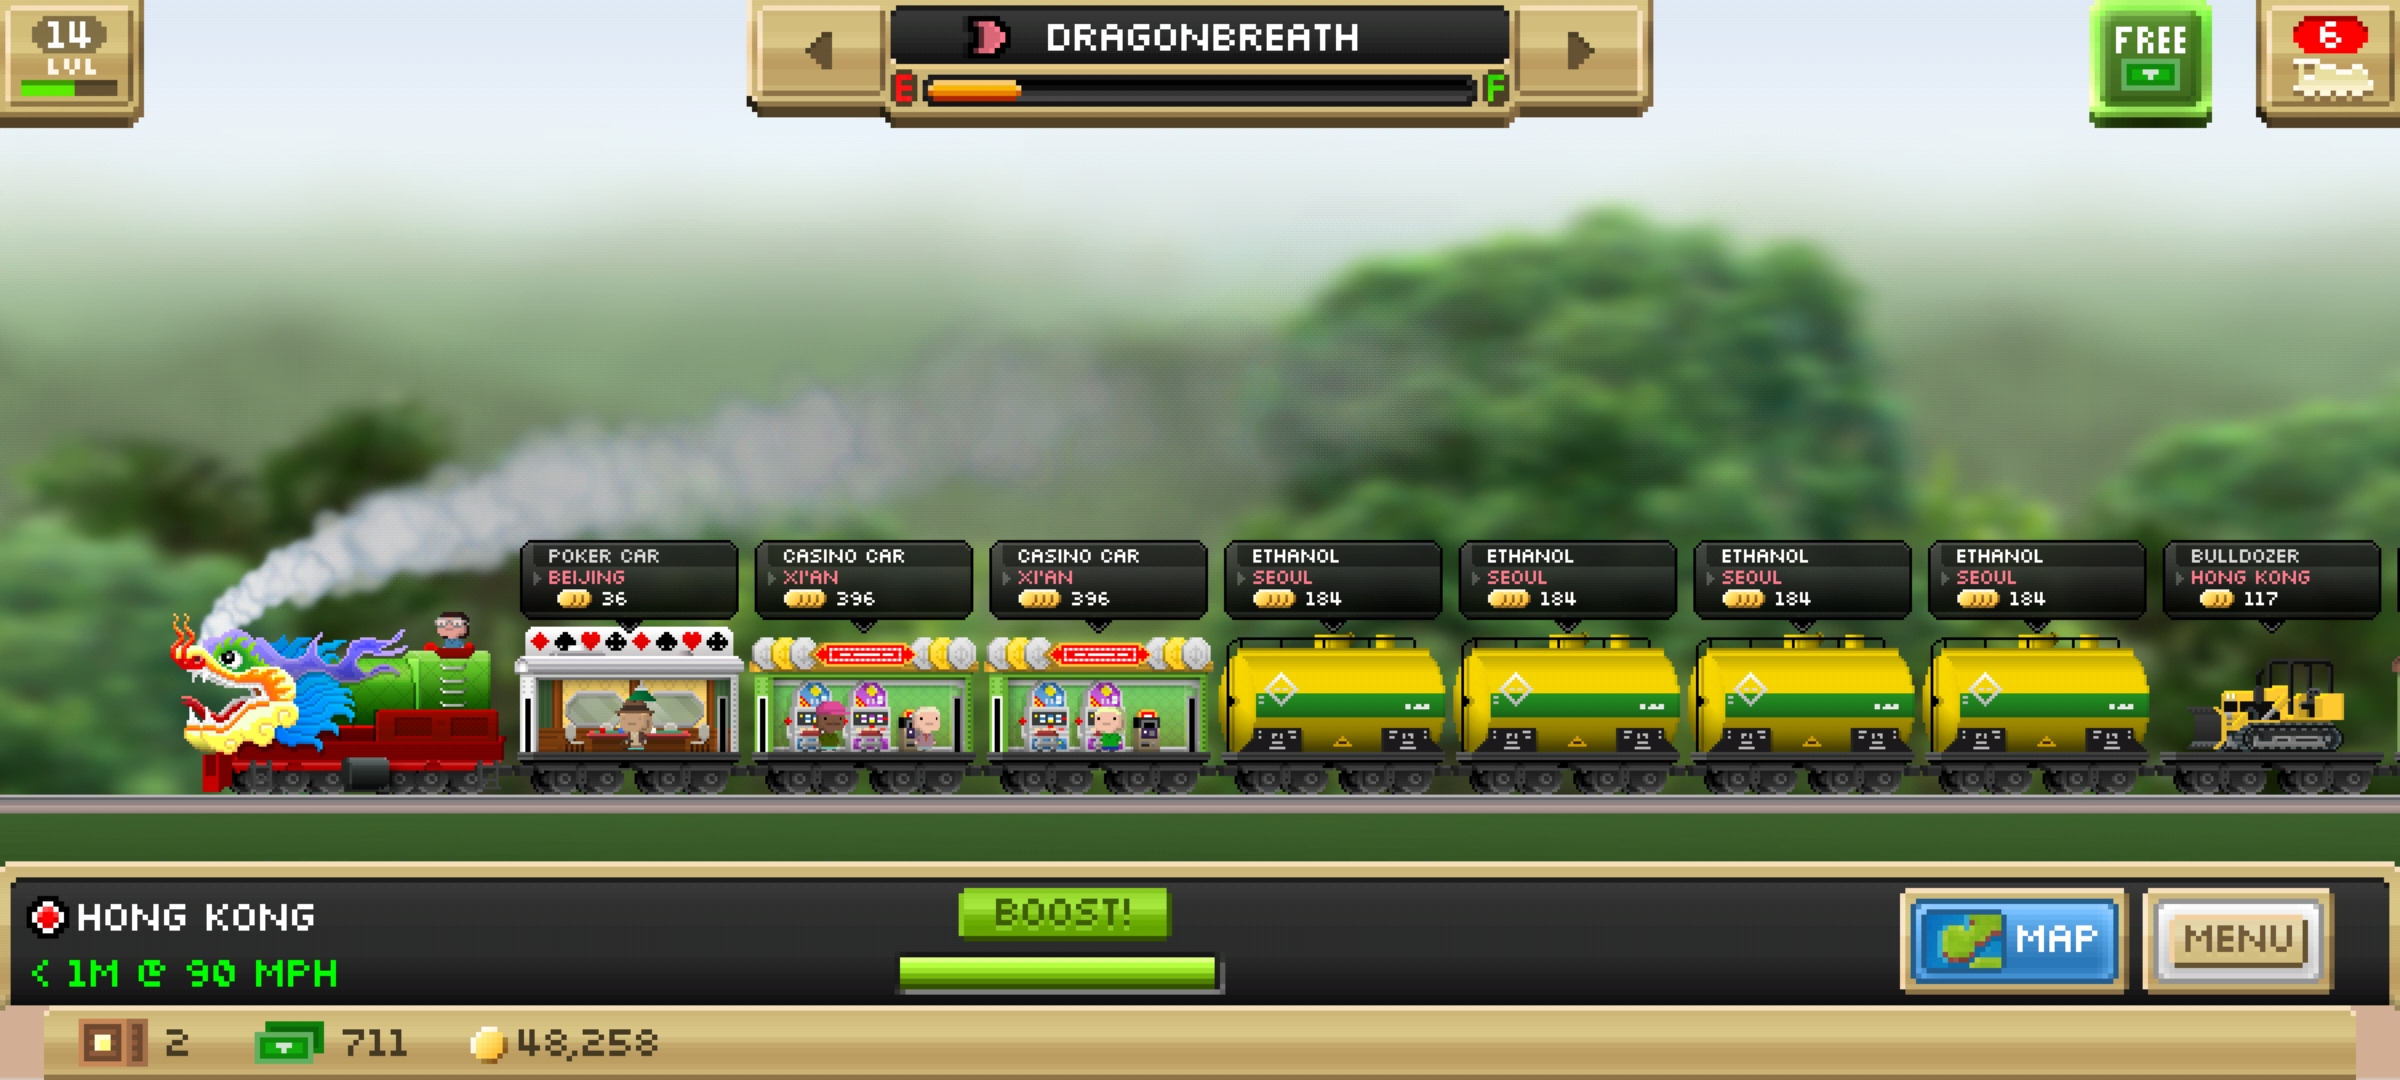 14
LVL
DRAGONBREATH
E
F
FREE
6
POKER CAR
BEIJING
36
CASINO CAR
XI'AN
396
CASINO CAR
XI'AN
396
ETHANOL
SEOUL
184
ETHANOL
SEOUL
184
ETHANOL
SEOUL
184
ETHANOL
SEOUL
184
BULLDOZER
HONG KONG
117
HONG KONG
< 1M @ 90 MPH
BOOST!
MAP
MENU
2
711
48,258